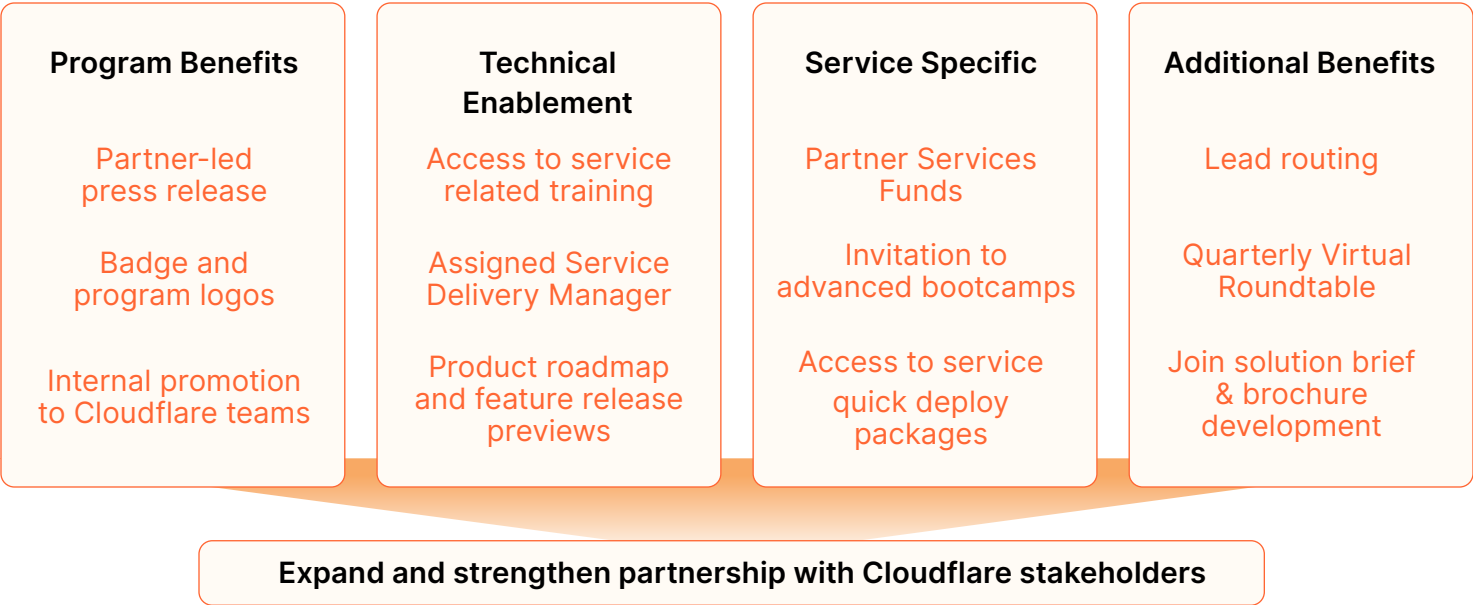 Program Benefits
Partner-led
press release
Badge and
program logos
Internal promotion
to Cloudflare teams
Technical
Enablement
Access to service
related training
Assigned Service
Delivery Manager
Product roadmap
and feature release
previews
Service Specific
Partner Services
Funds
Invitation to
advanced bootcamps
Access to service
quick deploy
packages
Additional Benefits
Lead routing
Quarterly Virtual
Roundtable
Join solution brief
& brochure
development
Expand and strengthen partnership with Cloudflare stakeholders